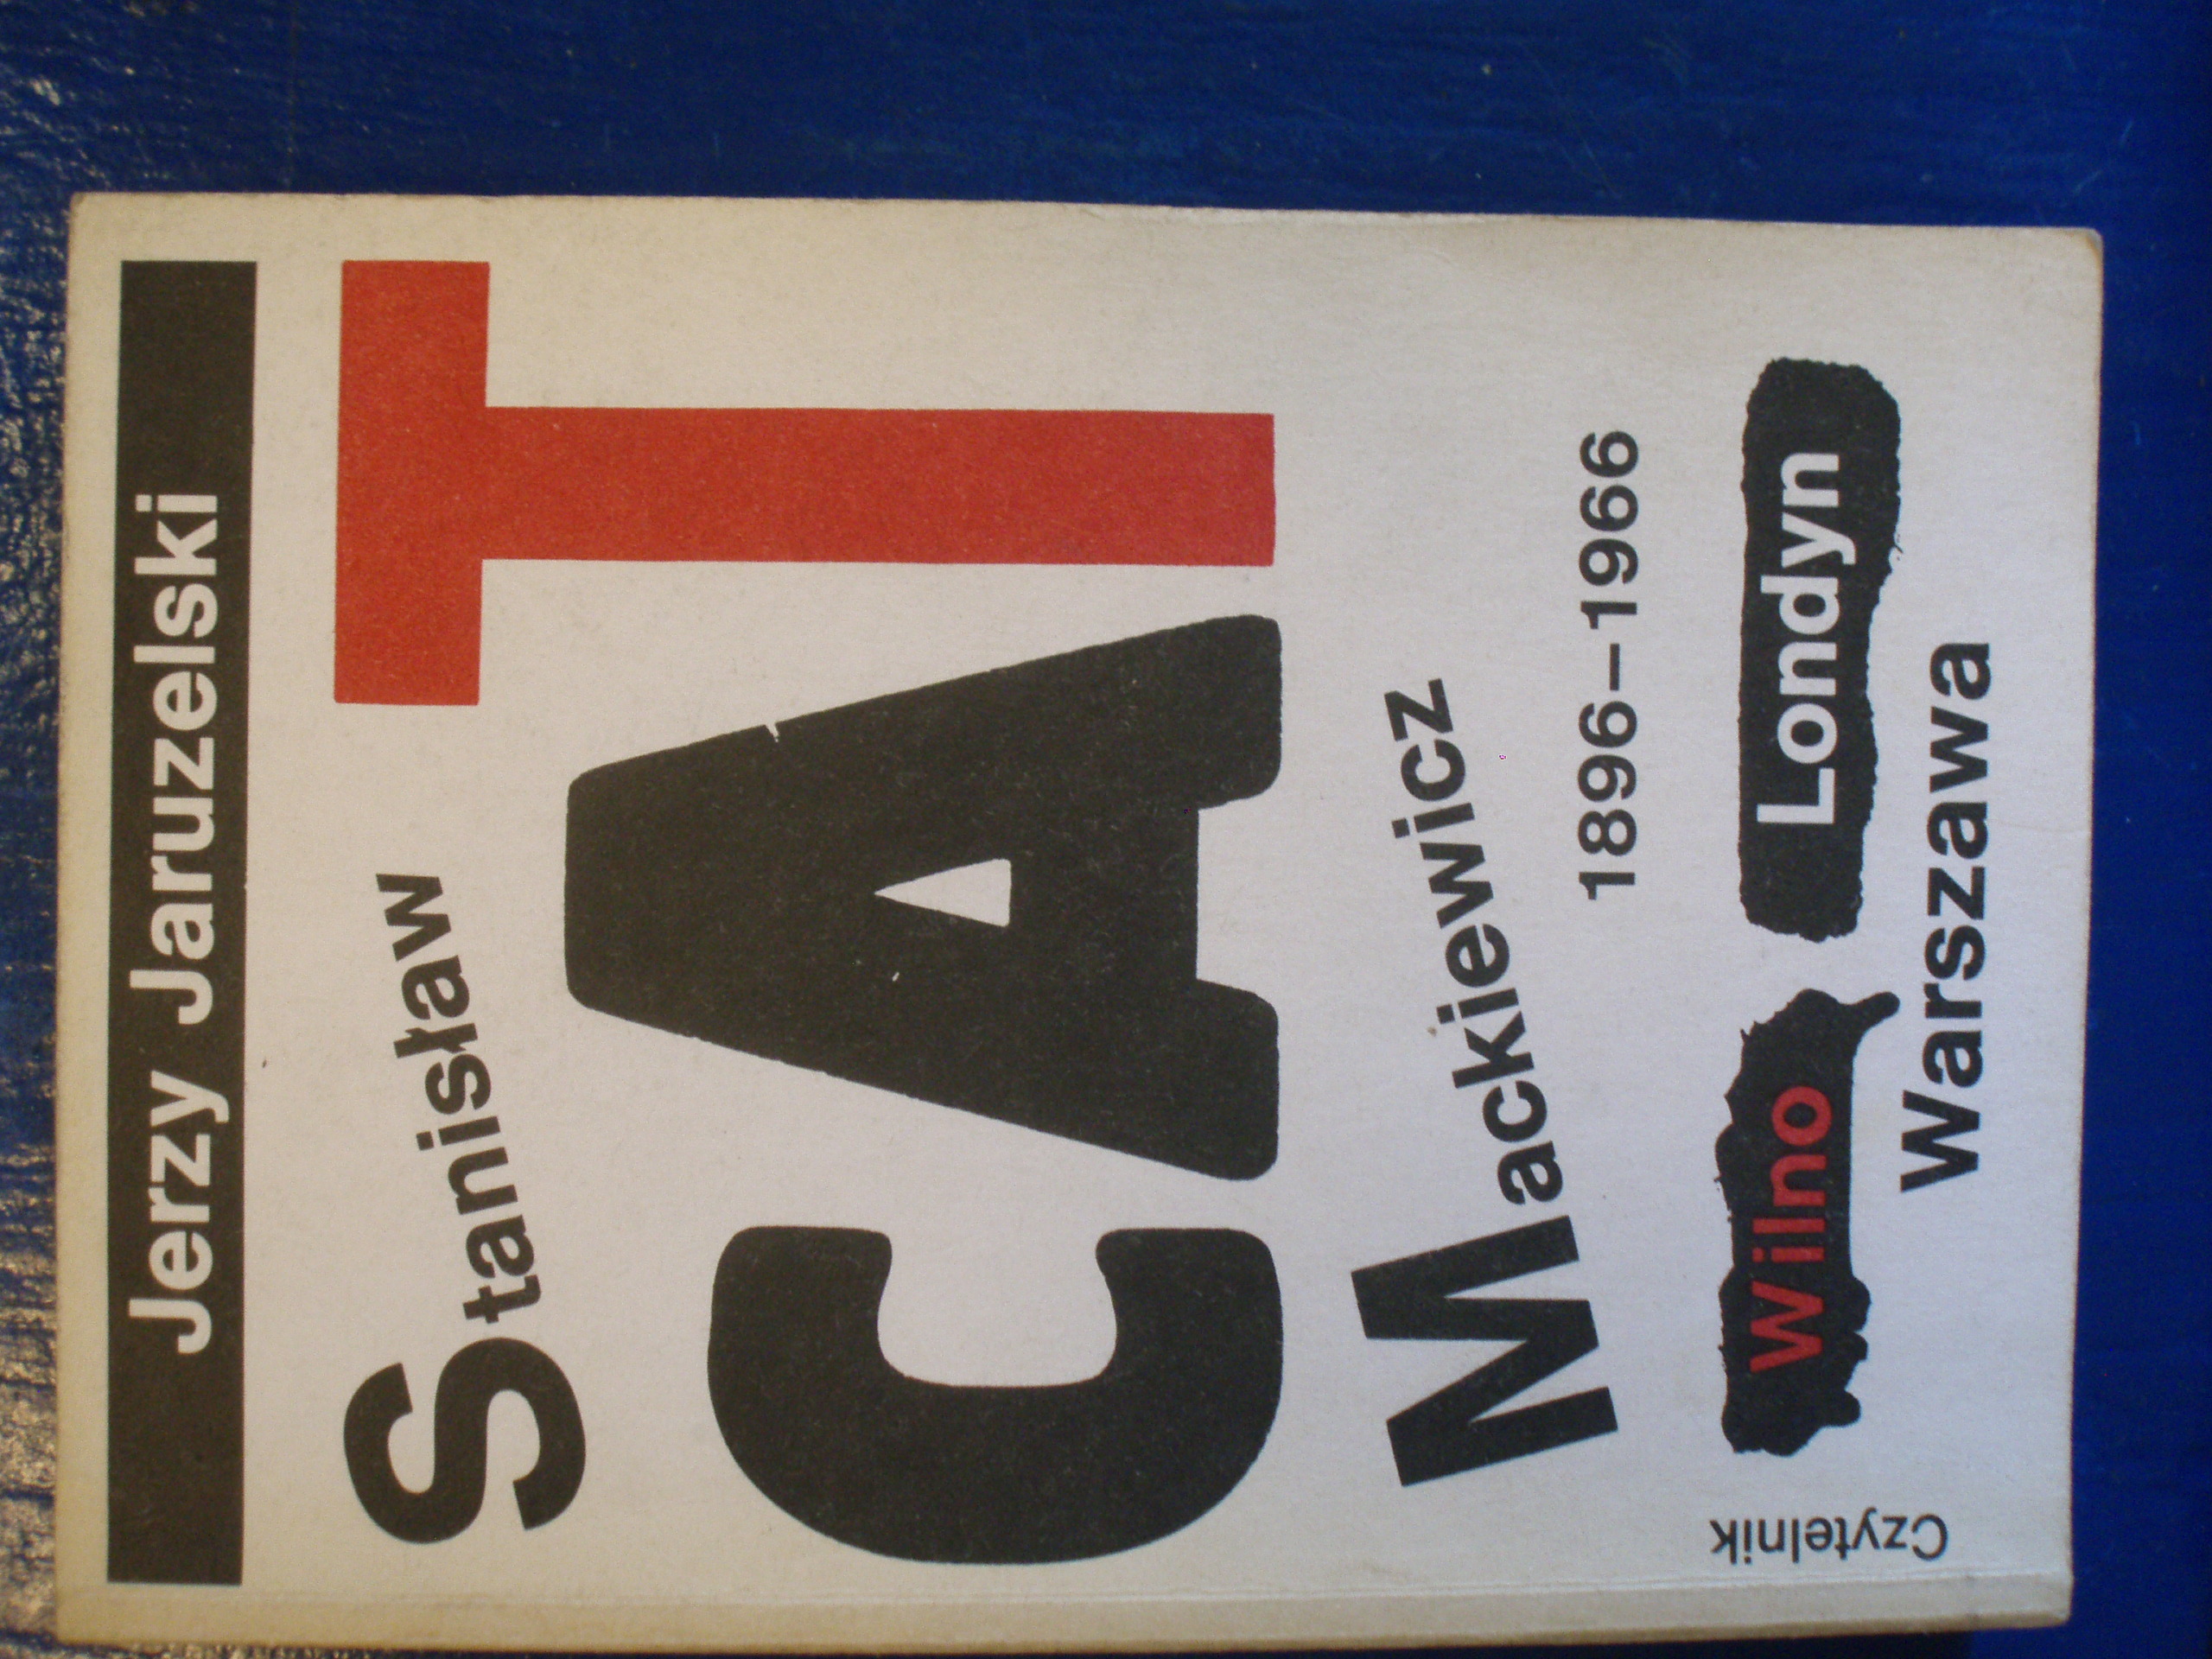 Jerzy Jaruzelski
Stanisław
CAT
Mackiewicz
1896–1966
Wilno Londyn
Warszawa
Czytelnik